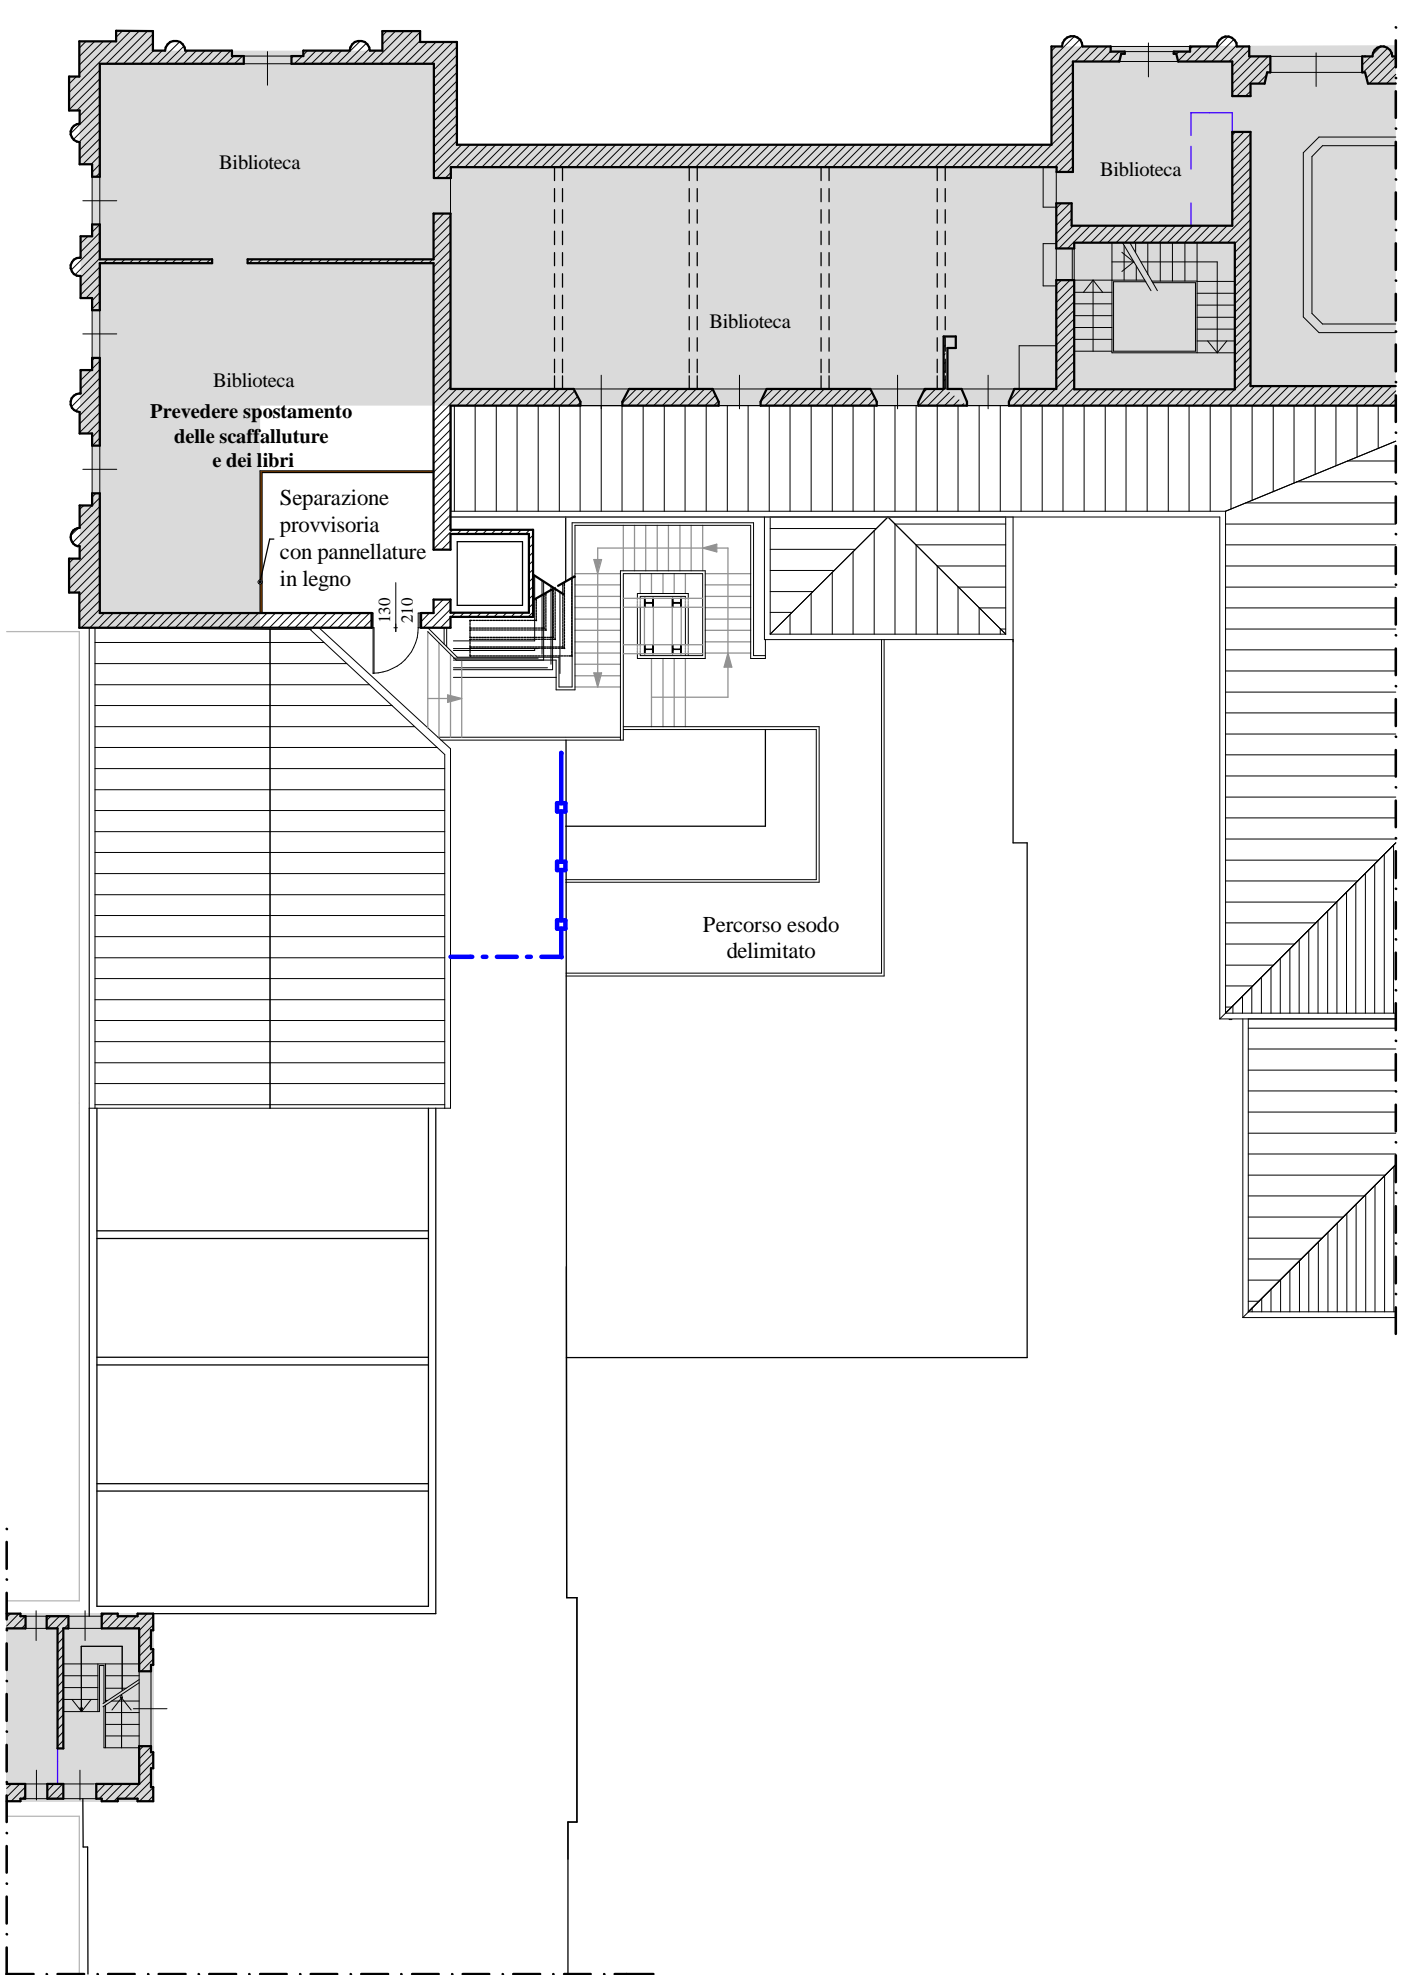 Biblioteca
Biblioteca
Biblioteca
Biblioteca
Prevedere spostamento
delle scaffalluture
e dei libri
Separazione
provvisoria
con pannellature
in legno
130
210
Percorso esodo
delimitato